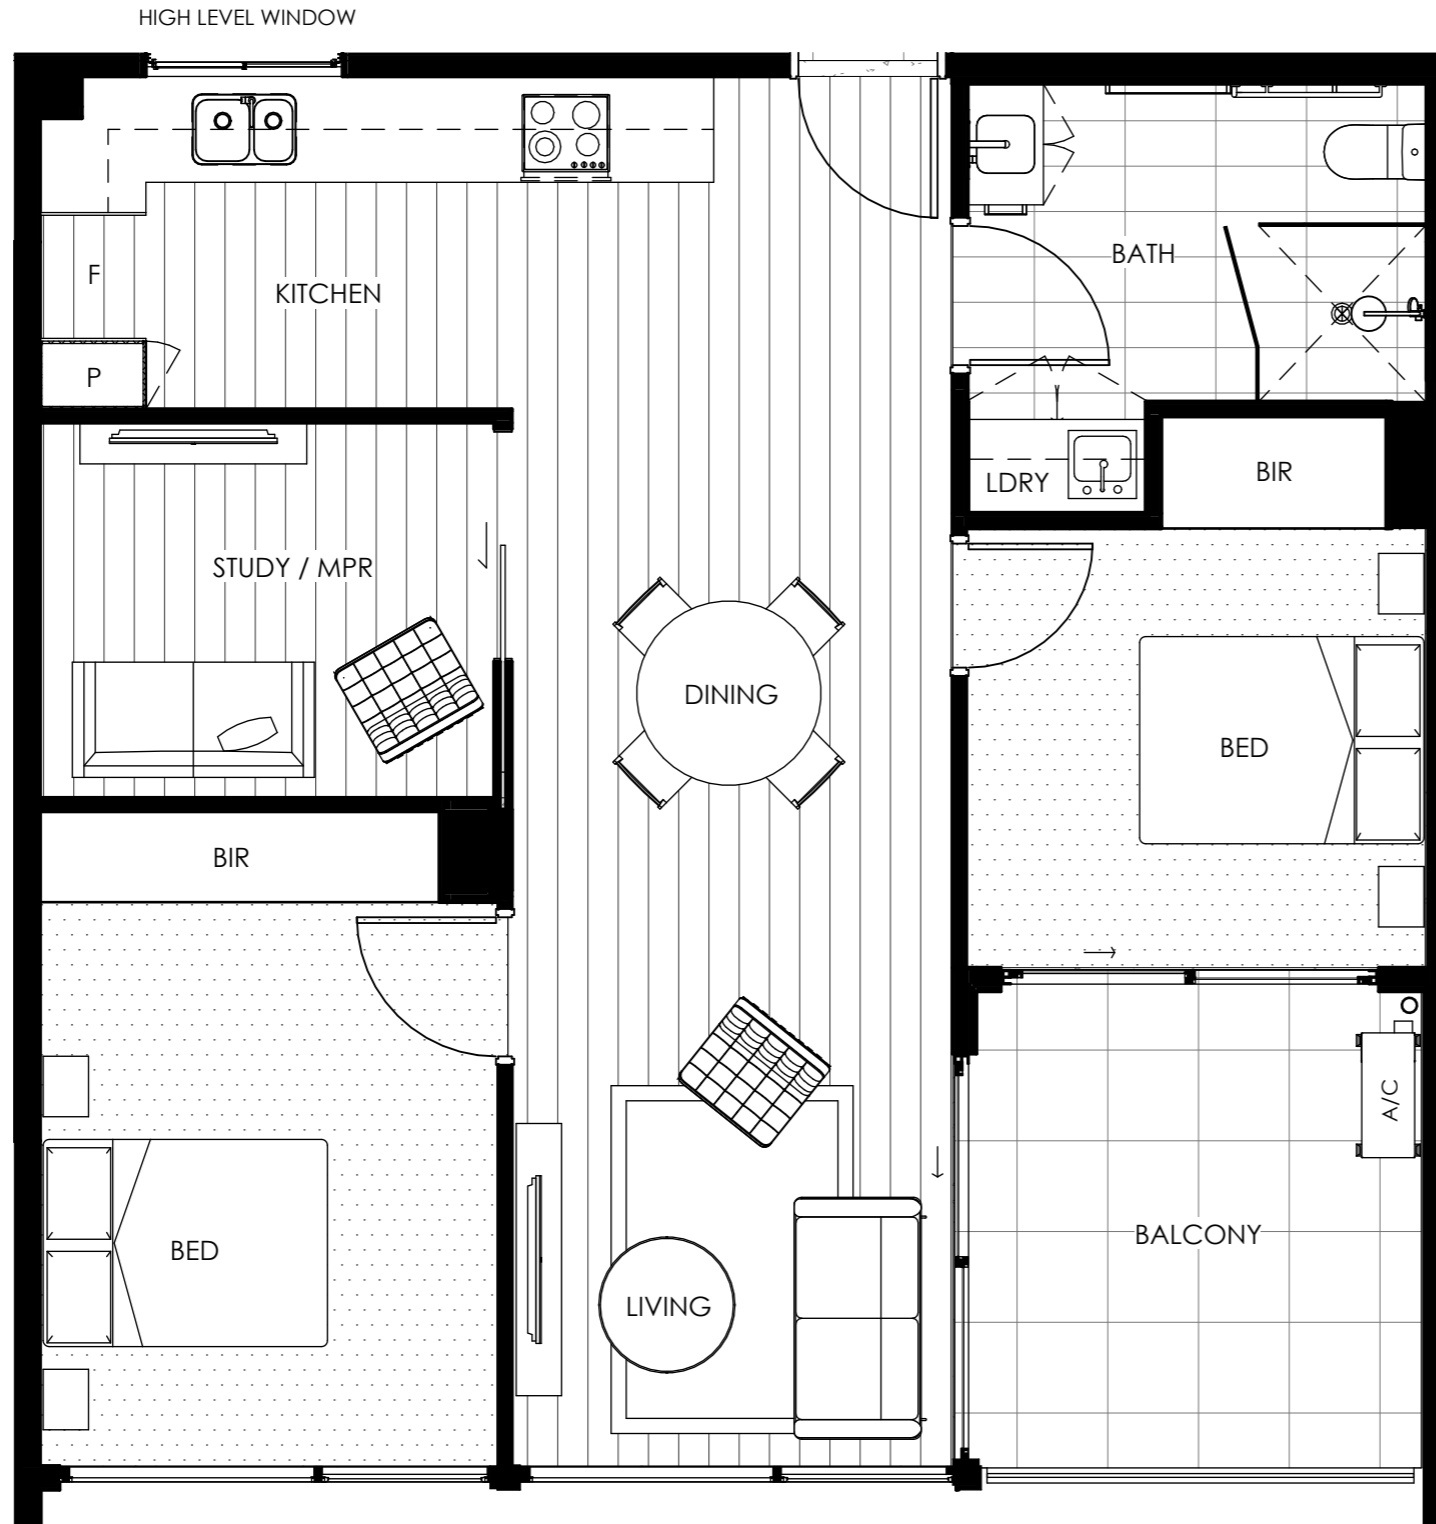 HIGH LEVEL WINDOW
BATH
F
KITCHEN
P
BIR
LDRY
STUDY / MPR
DINING
BED
BIR
A/C
BALCONY
BED
LIVING